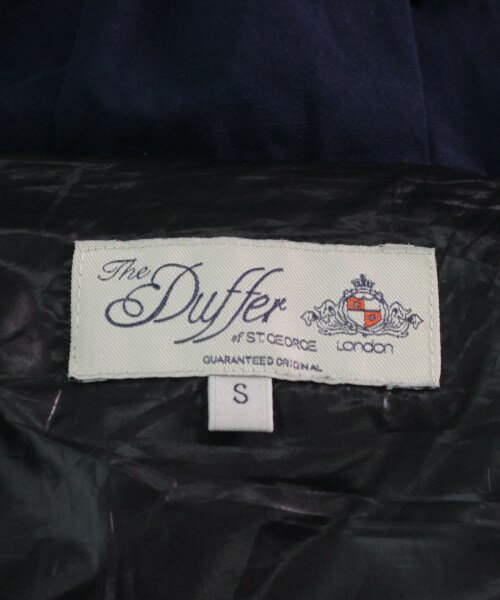 The
Duffer
of ST. GEORGE
London
GUARANTEED ORIGINAL
S